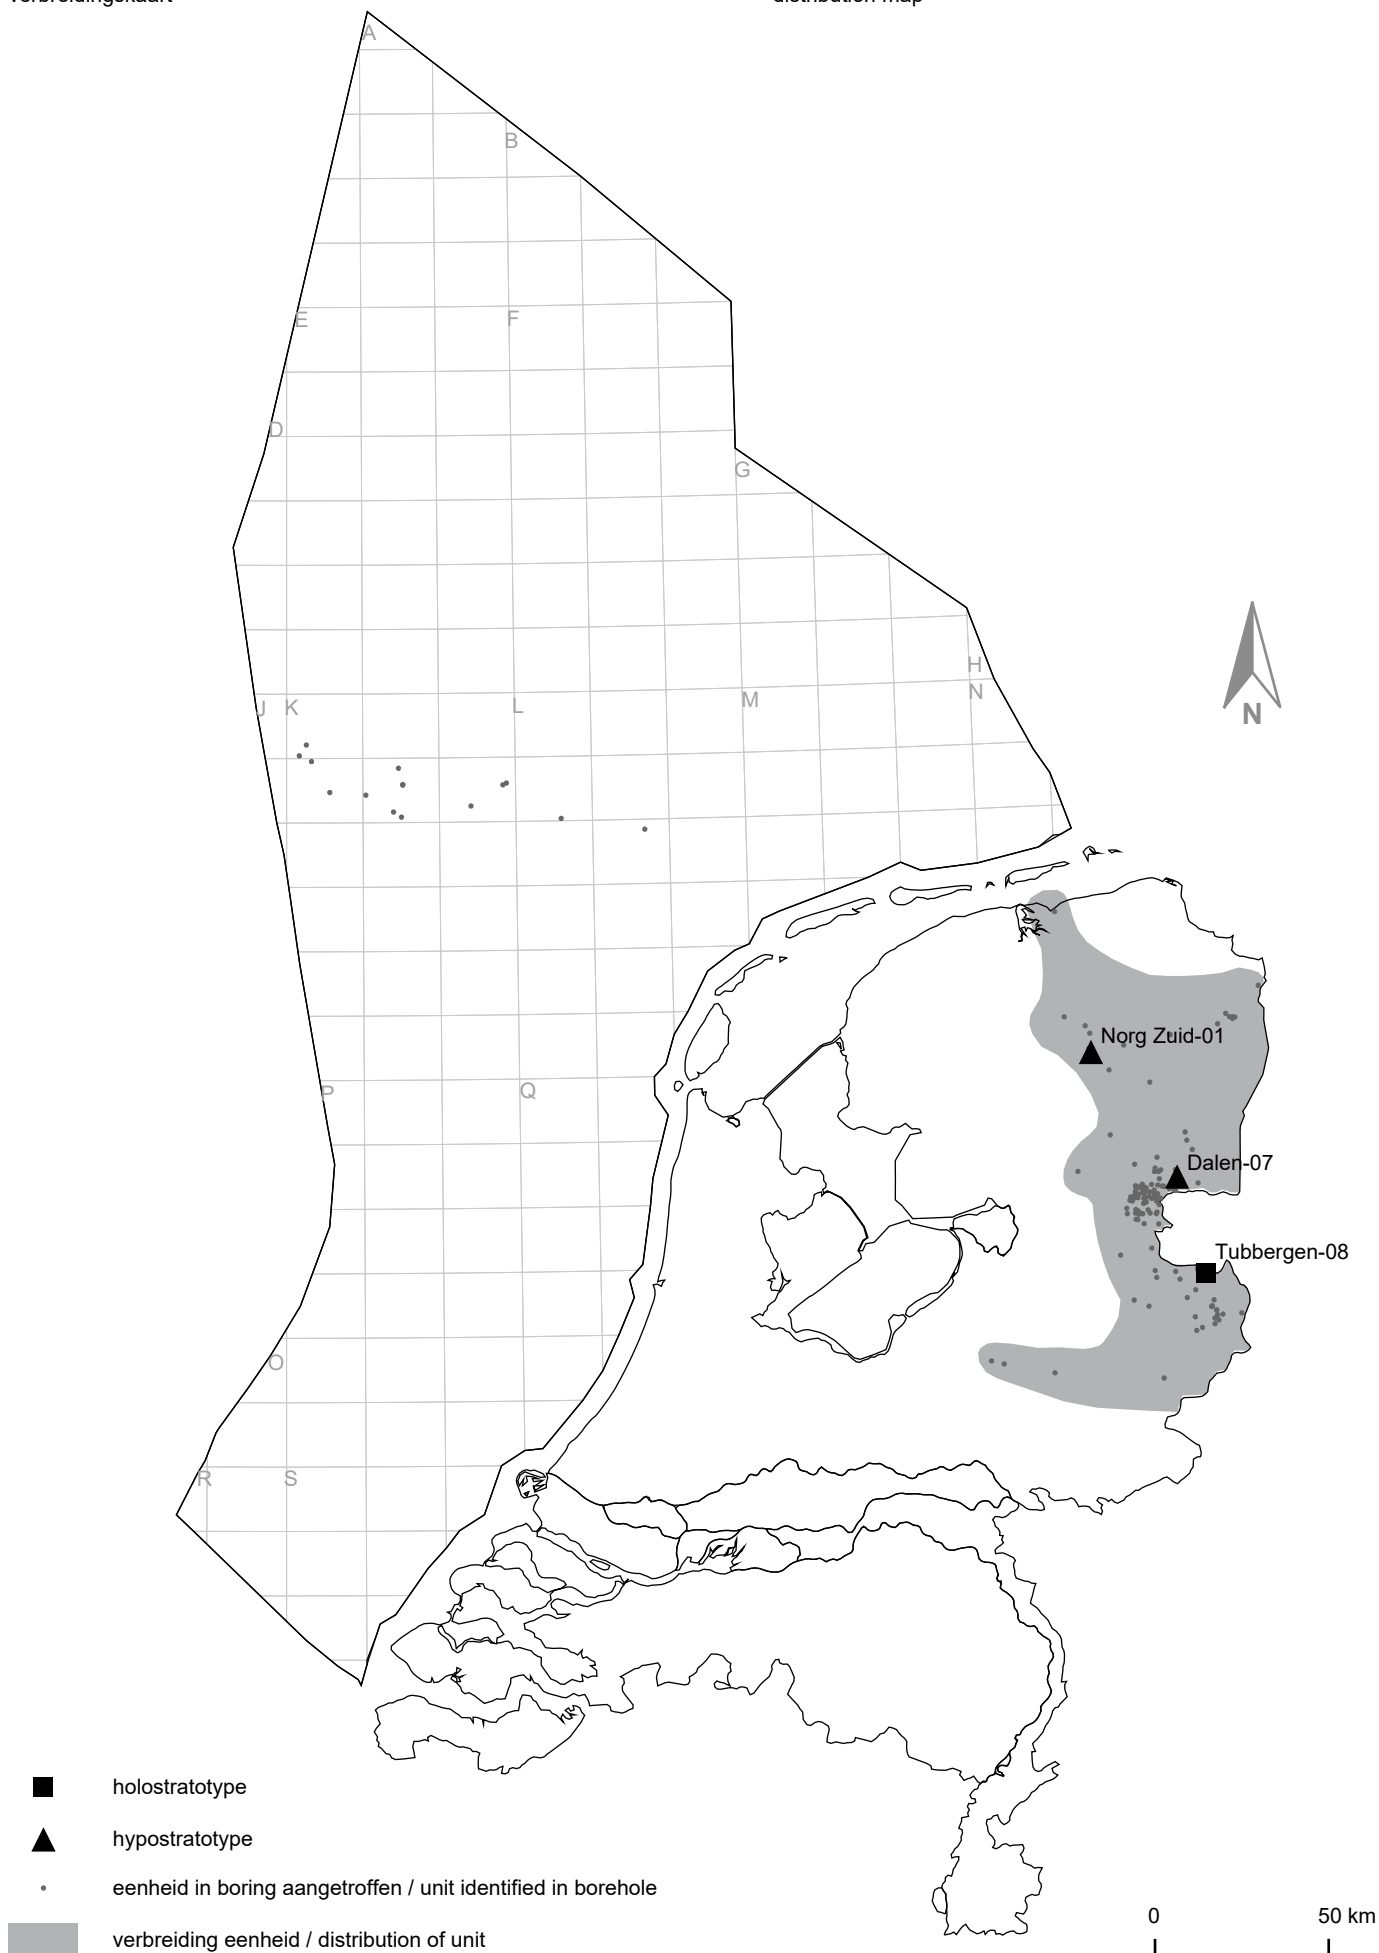 verbreidingskaart
distribution map
A
B
E
F
D
G
H
J K
L
M
N
Norg Zuid-01
P
Q
Dalen-07
Tubbergen-08
O
R
S
N
holostratotype
hypostratotype
eenheid in boring aangetroffen / unit identified in borehole
verbreiding eenheid / distribution of unit
0
50 km